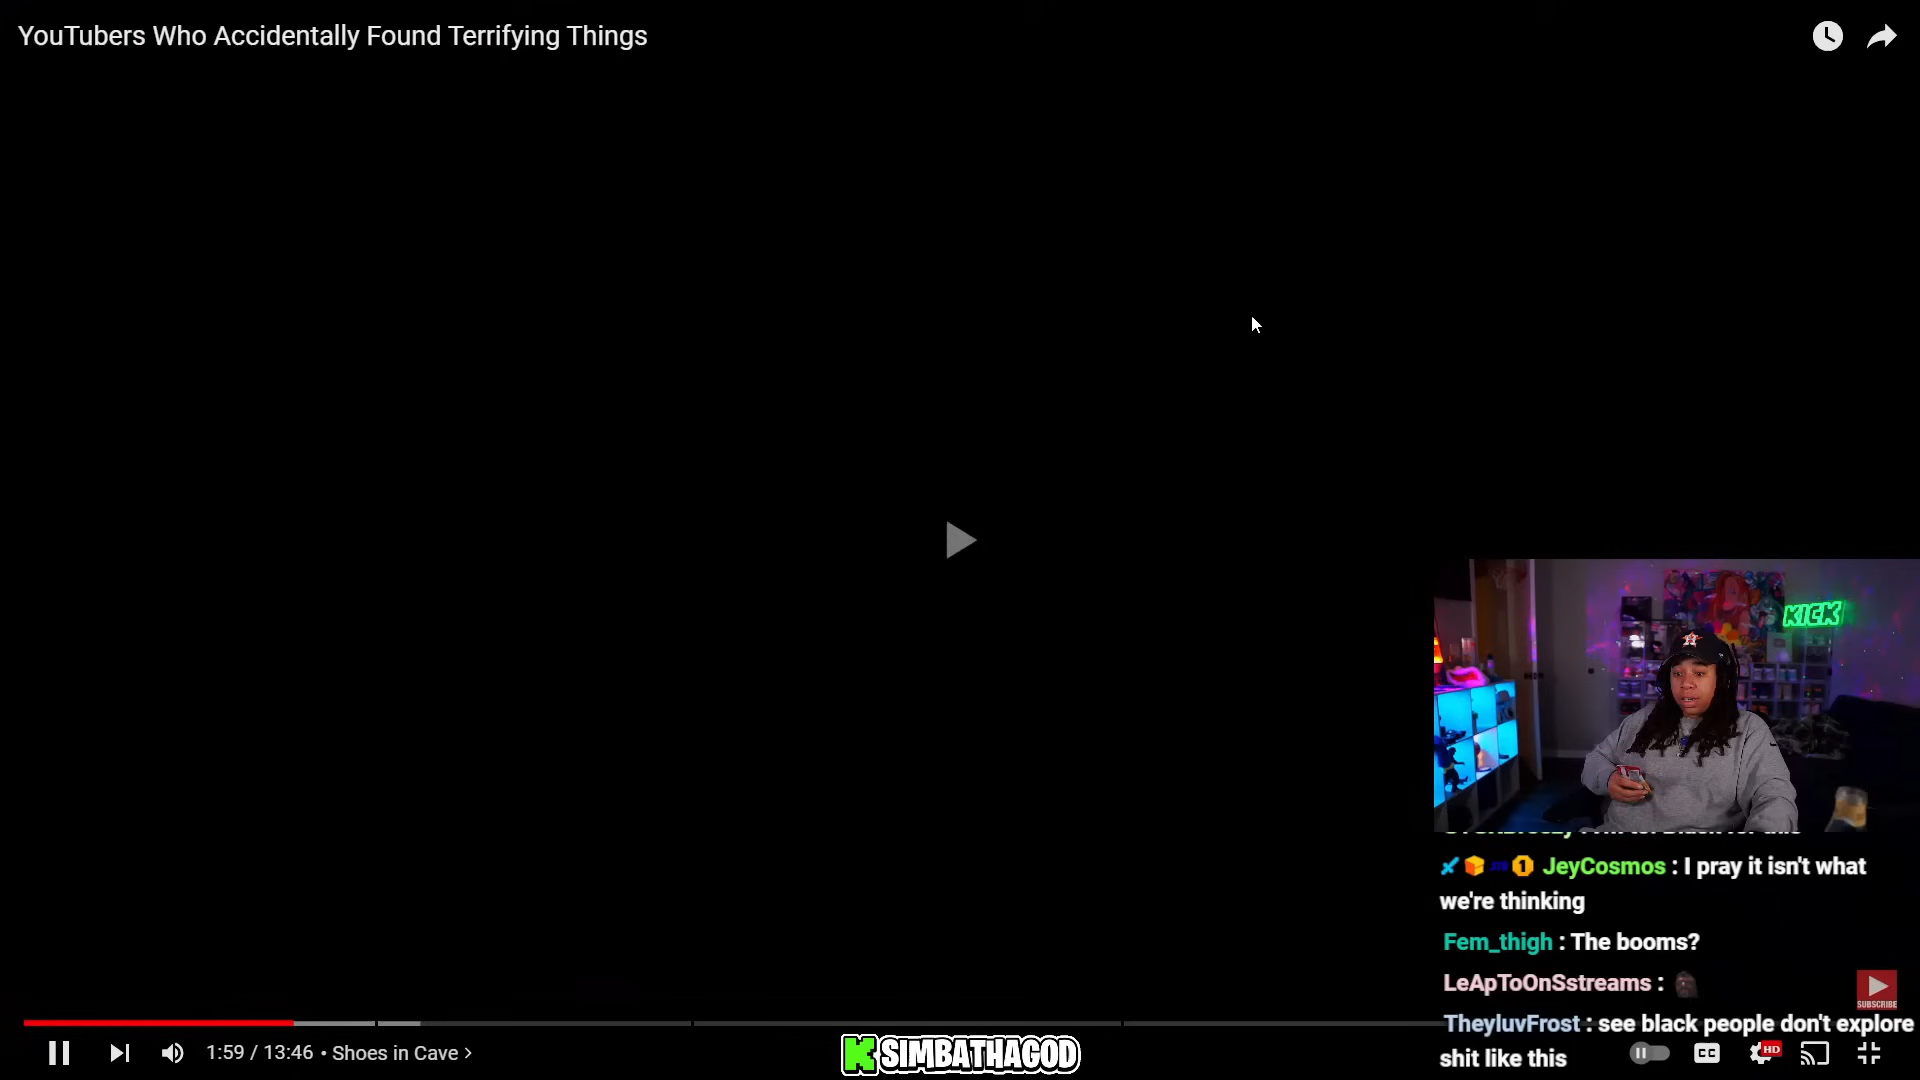 YouTubers Who Accidentally Found Terrifying Things
KICK
JeyCosmos : I pray it isn't what
we're thinking
Fem_thigh : The booms?
LeApToOnSstreams :
SUBSCRIBE
TheyluvFrost : see black people don't explore
shit like this
1:59 / 13:46 • Shoes in Cave >
K SIMBATHAGOD
CC
HD